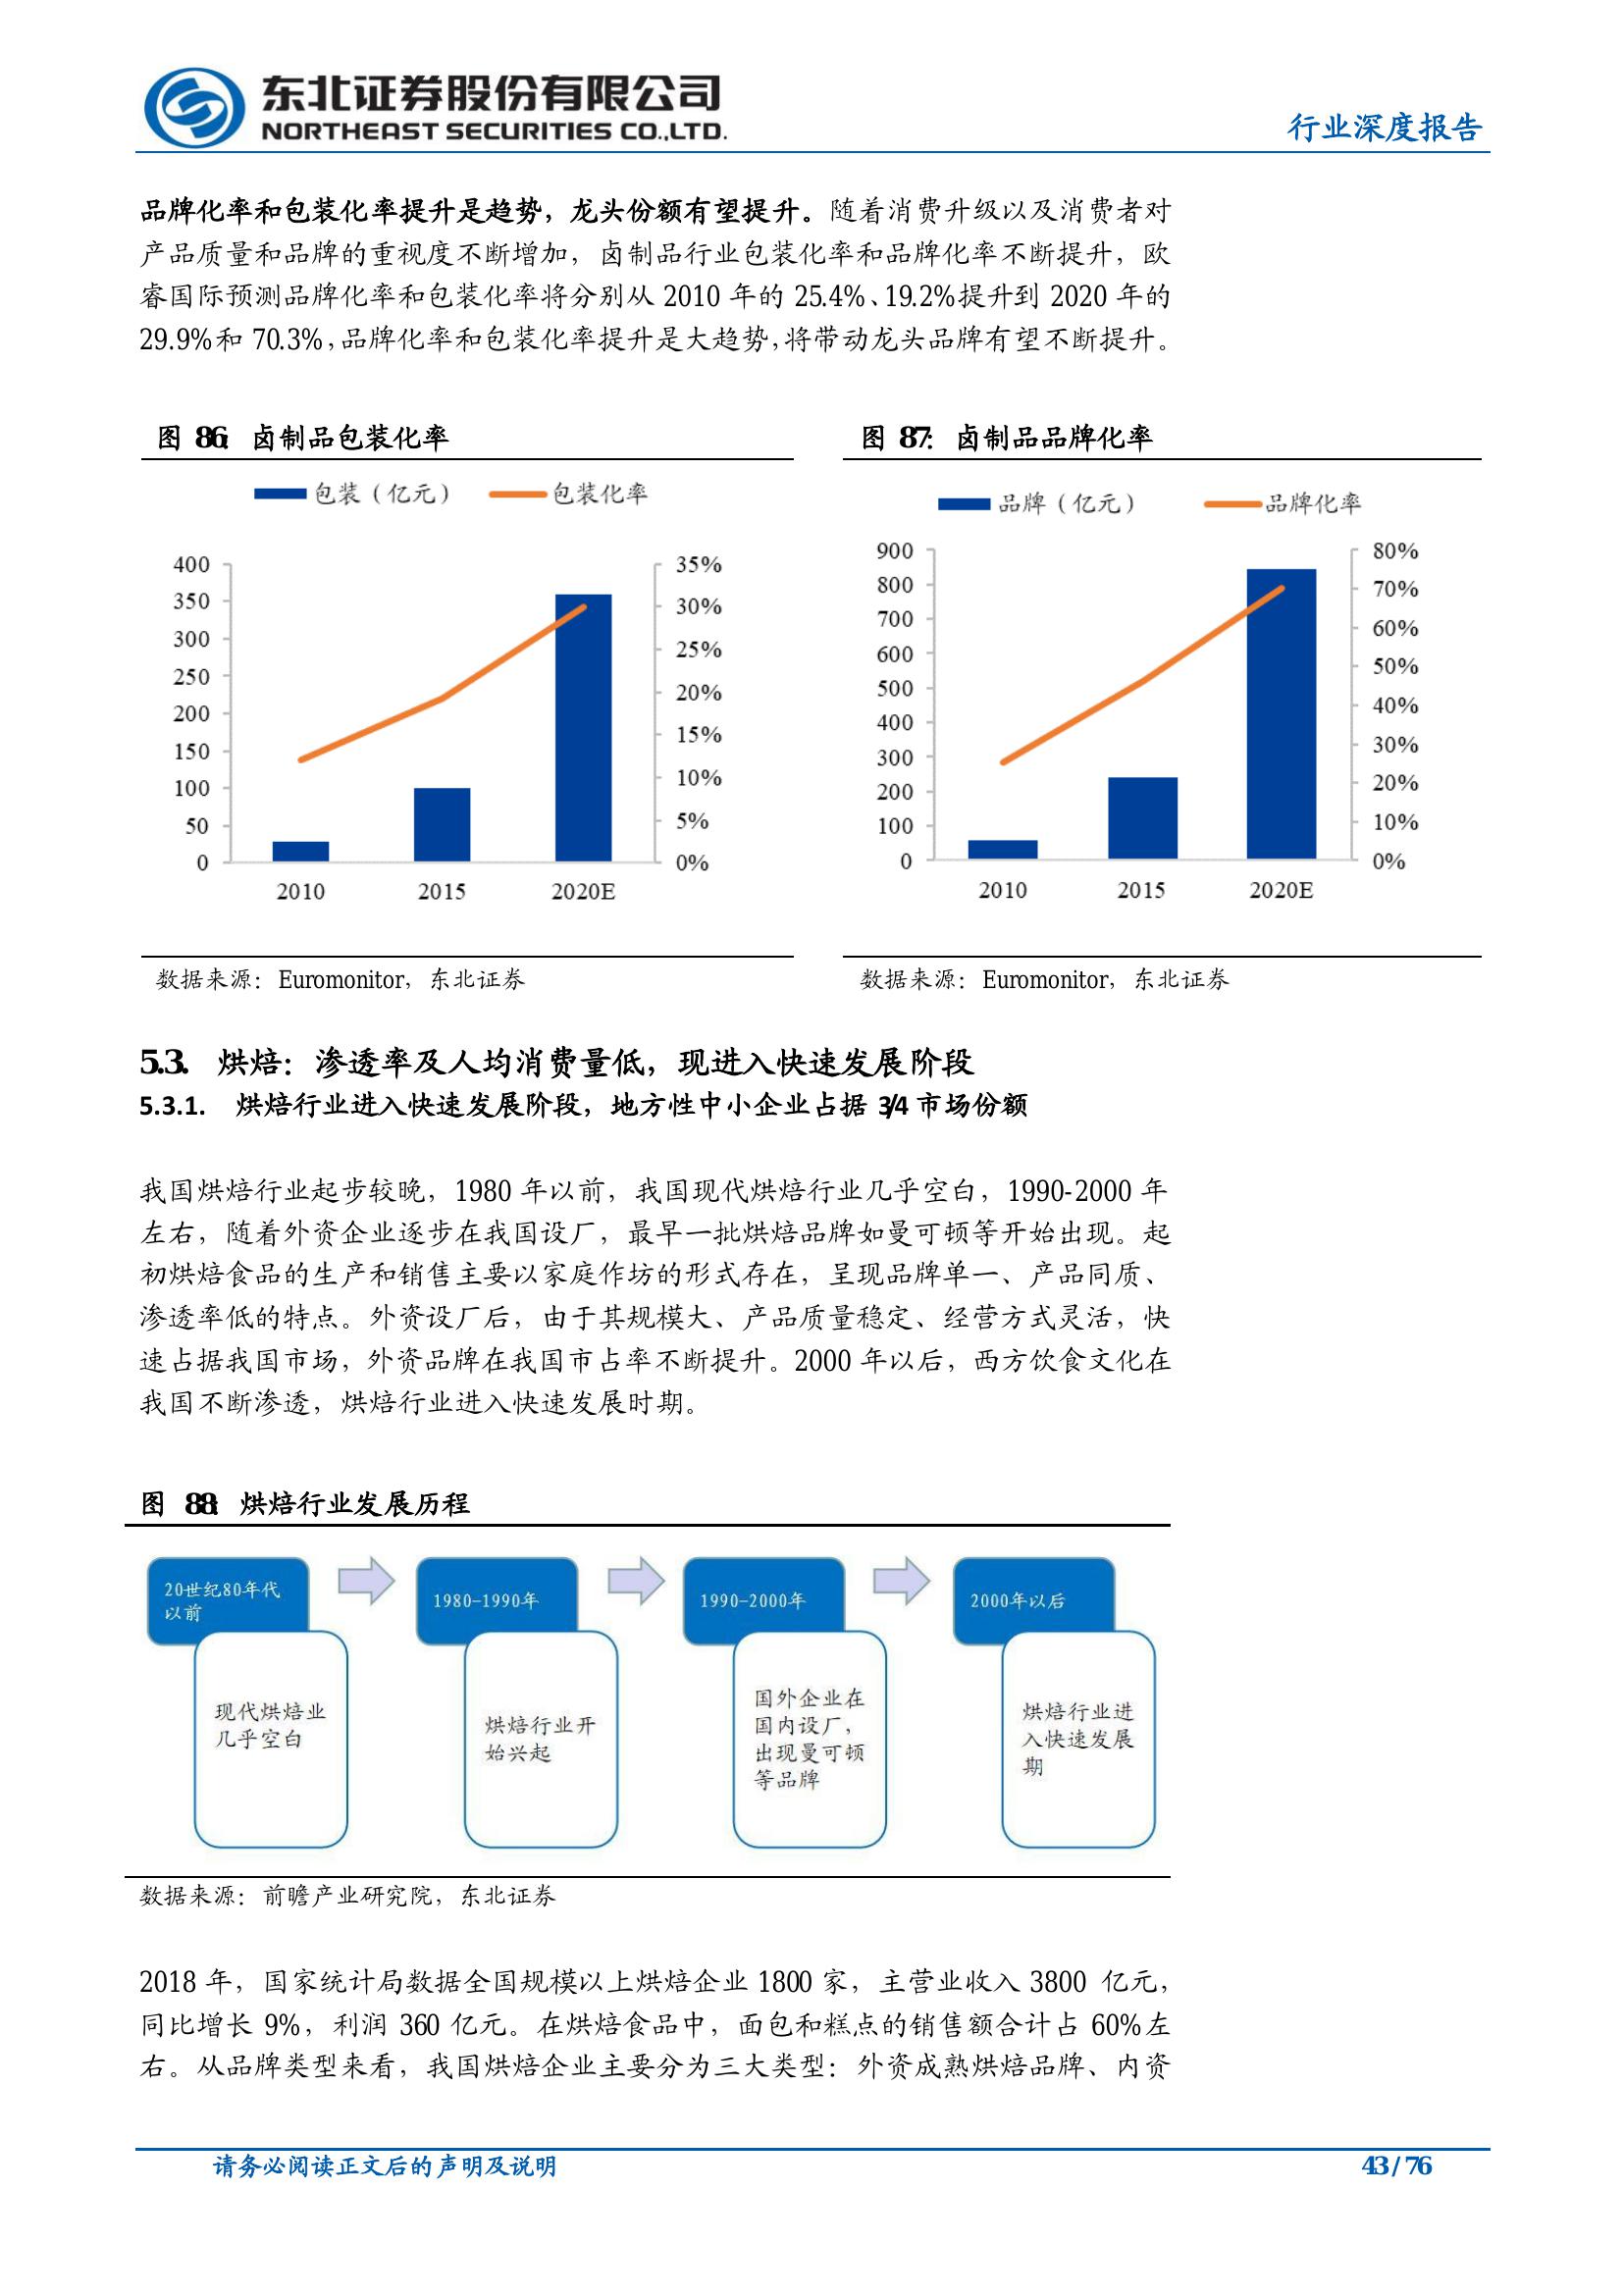 东北证券股份有限公司
NORTHEAST SECURITIES CO.,LTD.
行业深度报告
品牌化率和包装化率提升是趋势，龙头份额有望提升。随着消费升级以及消费者对
产品质量和品牌的重视度不断增加，卤制品行业包装化率和品牌化率不断提升，欧
睿国际预测品牌化率和包装化率将分别从 2010 年的 25.4%、19.2%提升到 2020 年的
29.9%和 70.3%，品牌化率和包装化率提升是大趋势，将带动龙头品牌有望不断提升。
图 86：卤制品包装化率
包装（亿元） 包装化率
400
350
300
250
200
150
100
50
0
35%
30%
25%
20%
15%
10%
5%
0%
2010 2015 2020E
数据来源：Euromonitor，东北证券
图 87：卤制品品牌化率
品牌（亿元） 品牌化率
900
800
700
600
500
400
300
200
100
0
80%
70%
60%
50%
40%
30%
20%
10%
0%
2010 2015 2020E
数据来源：Euromonitor，东北证券
5.3. 烘焙：渗透率及人均消费量低，现进入快速发展阶段
5.3.1. 烘焙行业进入快速发展阶段，地方性中小企业占据 3/4 市场份额
我国烘焙行业起步较晚，1980 年以前，我国现代烘焙行业几乎空白，1990-2000 年
左右，随着外资企业逐步在我国设厂，最早一批烘焙品牌如曼可顿等开始出现。起
初烘焙食品的生产和销售主要以家庭作坊的形式存在，呈现品牌单一、产品同质、
渗透率低的特点。外资设厂后，由于其规模大、产品质量稳定、经营方式灵活，快
速占据我国市场，外资品牌在我国市占率不断提升。2000 年以后，西方饮食文化在
我国不断渗透，烘焙行业进入快速发展时期。
图 88：烘焙行业发展历程
20世纪80年代
以前
现代烘焙业
几乎空白
1980-1990年
烘焙行业开
始兴起
1990-2000年
国外企业在
国内设厂，
出现曼可顿
等品牌
2000年以后
烘焙行业进
入快速发展
期
数据来源：前瞻产业研究院，东北证券
2018 年，国家统计局数据全国规模以上烘焙企业 1800 家，主营业收入 3800 亿元，
同比增长 9%，利润 360 亿元。在烘焙食品中，面包和糕点的销售额合计占 60%左
右。从品牌类型来看，我国烘焙企业主要分为三大类型：外资成熟烘焙品牌、内资
请务必阅读正文后的声明及说明
43 / 76